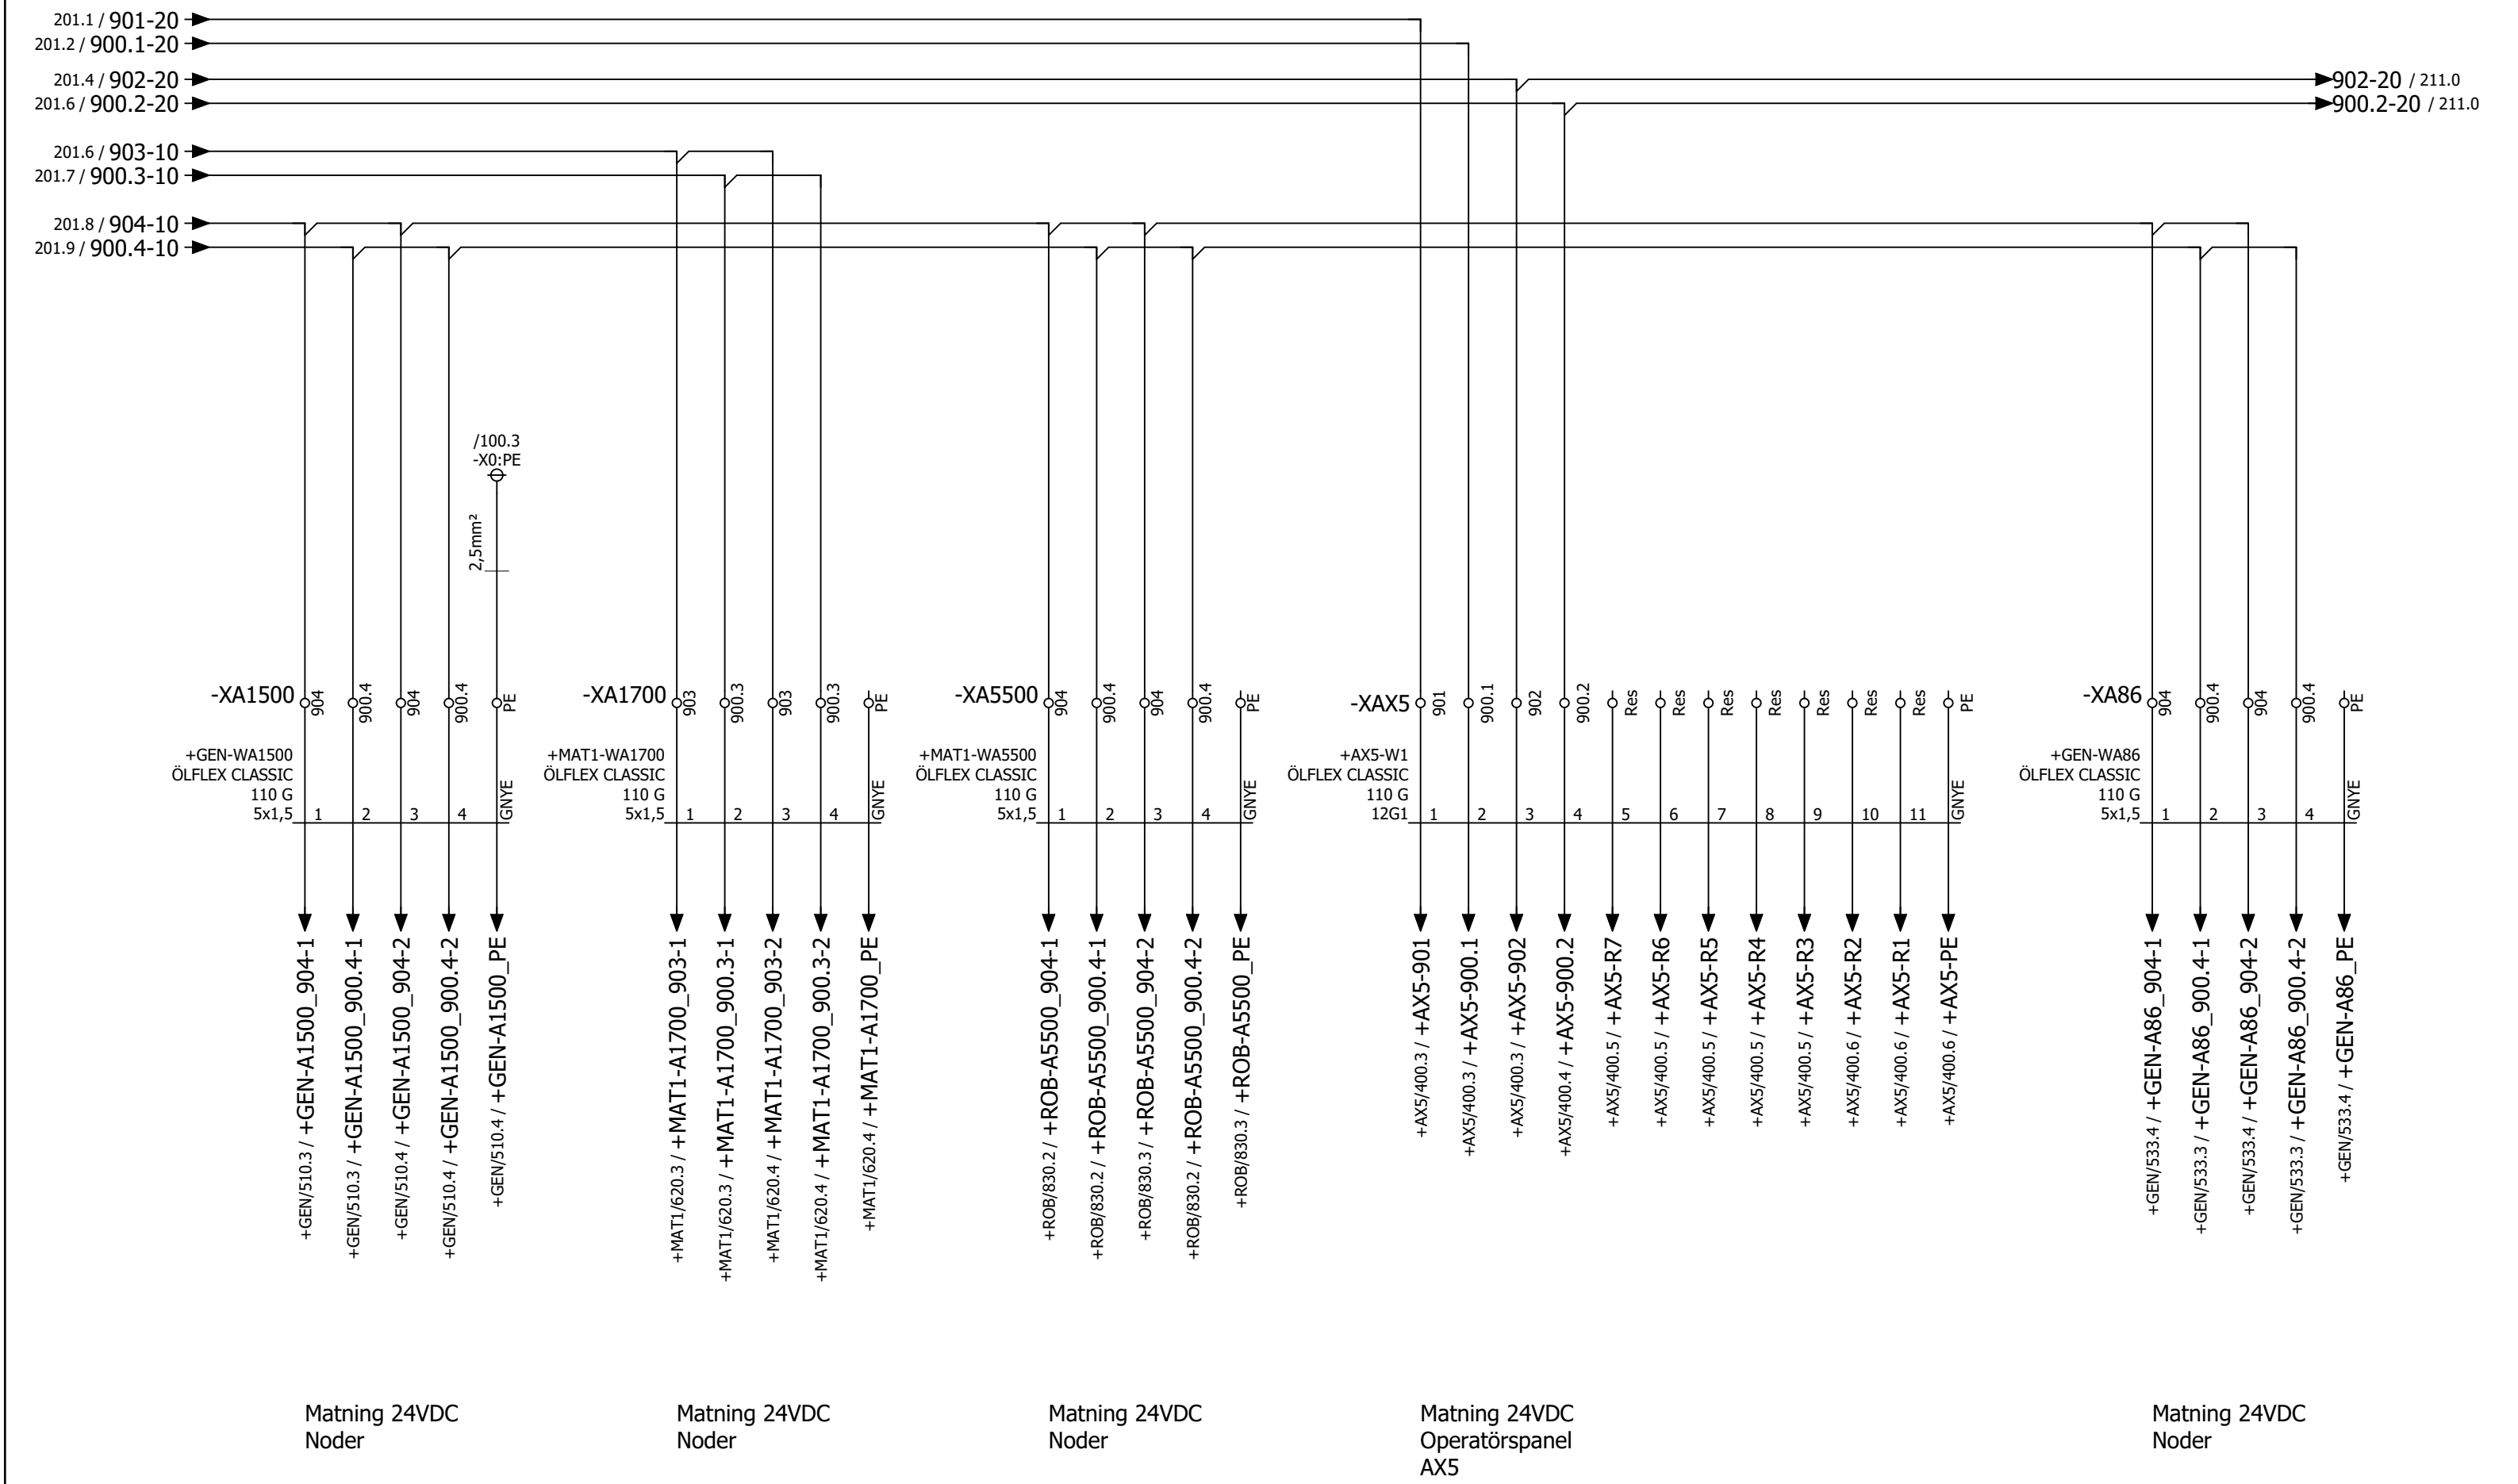 201.1 / 901-20
201.2 / 900.1-20
201.4 / 902-20
902-20 / 211.0
201.6 / 900.2-20
900.2-20 / 211.0
201.6 / 903-10
201.7 / 900.3-10
201.8 / 904-10
201.9 / 900.4-10
/100.3
-X0:PE
2,5mm²
-XA1500
904
900.4
904
900.4
PE
+GEN-WA1500
ÖLFLEX CLASSIC
110 G
5x1,5
1
2
3
4
GNYE
+GEN/510.3 / +GEN-A1500_904-1
+GEN/510.3 / +GEN-A1500_900.4-1
+GEN/510.4 / +GEN-A1500_904-2
+GEN/510.4 / +GEN-A1500_900.4-2
+GEN/510.4 / +GEN-A1500_PE
Matning 24VDC
Noder
-XA1700
903
900.3
903
900.3
PE
+MAT1-WA1700
ÖLFLEX CLASSIC
110 G
5x1,5
1
2
3
4
GNYE
+MAT1/620.3 / +MAT1-A1700_903-1
+MAT1/620.3 / +MAT1-A1700_900.3-1
+MAT1/620.4 / +MAT1-A1700_903-2
+MAT1/620.4 / +MAT1-A1700_900.3-2
+MAT1/620.4 / +MAT1-A1700_PE
Matning 24VDC
Noder
-XA5500
904
900.4
904
900.4
PE
+MAT1-WA5500
ÖLFLEX CLASSIC
110 G
5x1,5
1
2
3
4
GNYE
+ROB/830.2 / +ROB-A5500_904-1
+ROB/830.2 / +ROB-A5500_900.4-1
+ROB/830.3 / +ROB-A5500_904-2
+ROB/830.2 / +ROB-A5500_900.4-2
+ROB/830.3 / +ROB-A5500_PE
Matning 24VDC
Noder
-XAX5
901
900.1
902
900.2
Res
Res
Res
Res
Res
Res
Res
PE
+AX5-W1
ÖLFLEX CLASSIC
110 G
12G1
1
2
3
4
5
6
7
8
9
10
11
GNYE
+AX5/400.3 / +AX5-901
+AX5/400.3 / +AX5-900.1
+AX5/400.3 / +AX5-902
+AX5/400.4 / +AX5-900.2
+AX5/400.5 / +AX5-R7
+AX5/400.5 / +AX5-R6
+AX5/400.5 / +AX5-R5
+AX5/400.5 / +AX5-R4
+AX5/400.5 / +AX5-R3
+AX5/400.6 / +AX5-R2
+AX5/400.6 / +AX5-R1
+AX5/400.6 / +AX5-PE
Matning 24VDC
Operatörspanel
AX5
-XA86
904
900.4
904
900.4
PE
+GEN-WA86
ÖLFLEX CLASSIC
110 G
5x1,5
1
2
3
4
GNYE
+GEN/533.4 / +GEN-A86_904-1
+GEN/533.3 / +GEN-A86_900.4-1
+GEN/533.4 / +GEN-A86_904-2
+GEN/533.3 / +GEN-A86_900.4-2
+GEN/533.4 / +GEN-A86_PE
Matning 24VDC
Noder